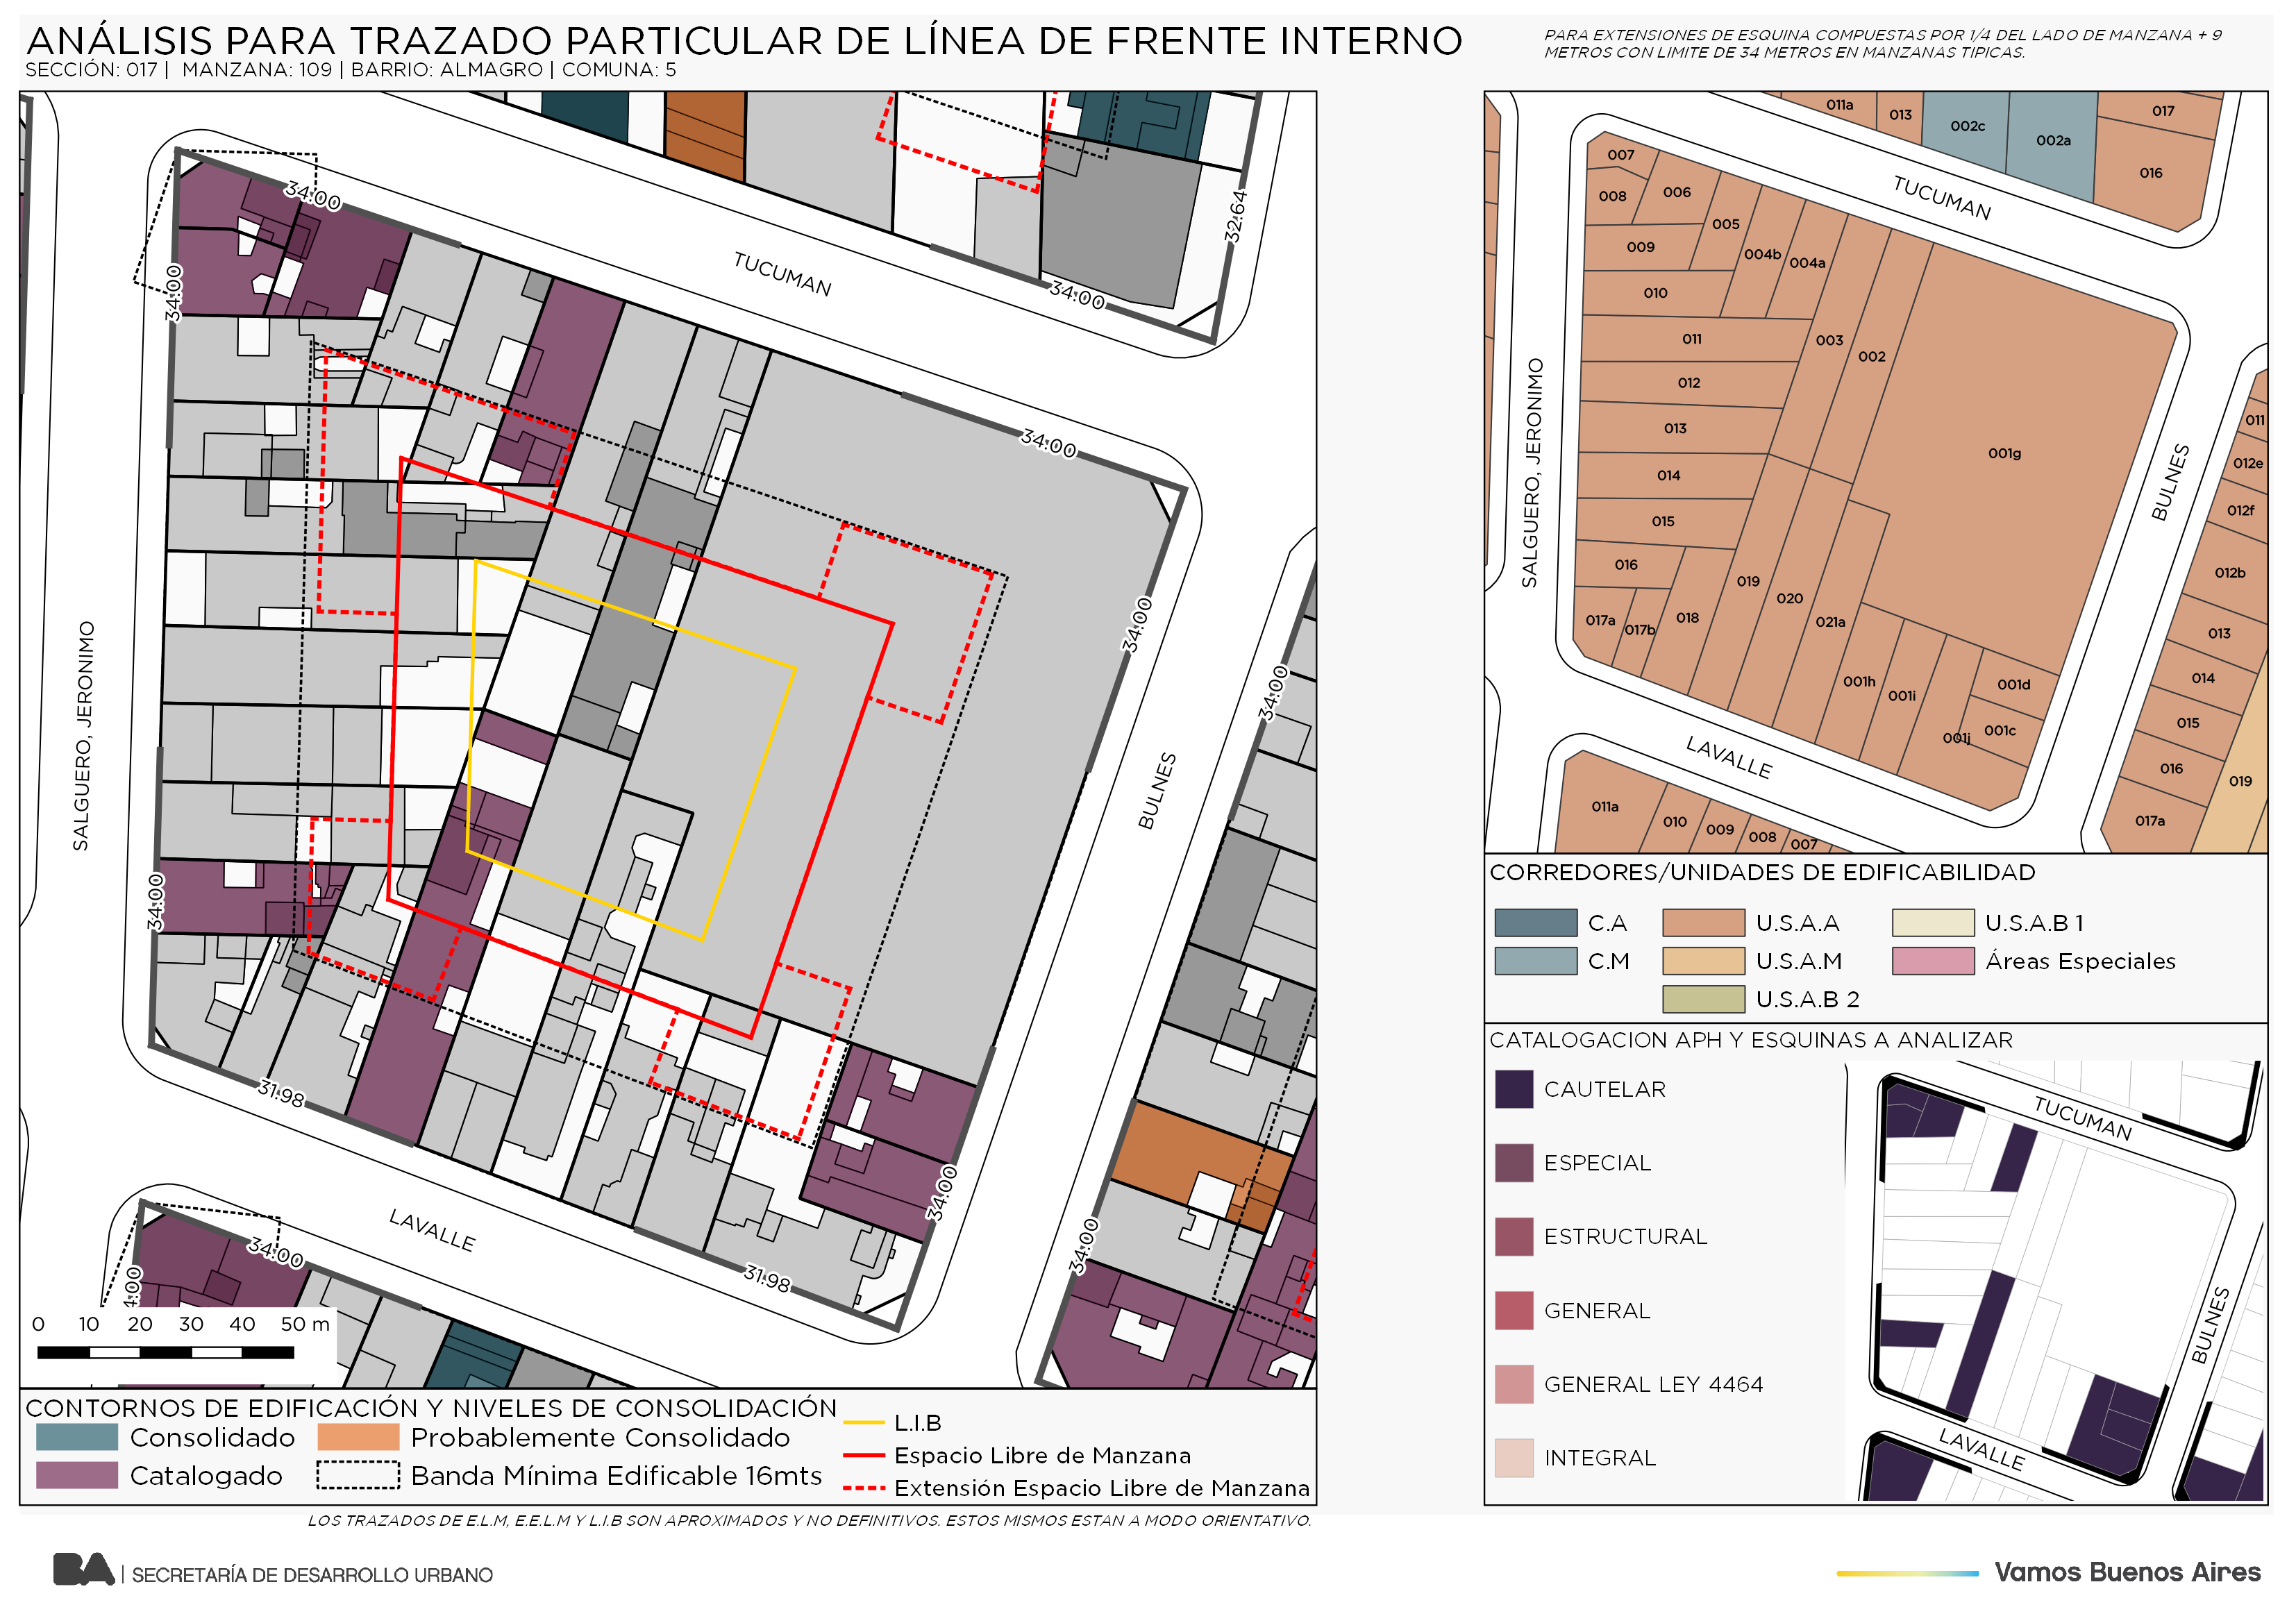 ANÁLISIS PARA TRAZADO PARTICULAR DE LÍNEA DE FRENTE INTERNO
SECCIÓN: 017 | MANZANA: 109 | BARRIO: ALMAGRO | COMUNA: 5
PARA EXTENSIONES DE ESQUINA COMPUESTAS POR 1/4 DEL LADO DE MANZANA + 9
METROS CON LIMITE DE 34 METROS EN MANZANAS TIPICAS.
34:00
34:00
TUCUMAN
32:64
34:00
34:00
34:00
34:00
SALGUERO, JERONIMO
BULNES
34:00
31.98
34:00
LAVALLE
31.98
34:00
34:00
4:00
0 10 20 30 40 50 m
CONTORNOS DE EDIFICACIÓN Y NIVELES DE CONSOLIDACIÓN
Consolidado
Probablemente Consolidado
Catalogado
Banda Mínima Edificable 16mts
L.I.B
Espacio Libre de Manzana
Extensión Espacio Libre de Manzana
LOS TRAZADOS DE E.L.M, E.E.L.M Y L.I.B SON APROXIMADOS Y NO DEFINITIVOS. ESTOS MISMOS ESTAN A MODO ORIENTATIVO.
011a
013
002c
002a
017
016
TUCUMAN
007
008
006
005
009
004b
004a
010
011
003
002
012
013
014
015
016
017a
017b
018
019
020
021a
001g
001h
001i
001j
001d
001c
SALGUERO, JERONIMO
BULNES
LAVALLE
011
012e
012f
012b
013
014
015
016
019
017a
011a
010
009
008
007
CORREDORES/UNIDADES DE EDIFICABILIDAD
C.A
U.S.A.A
U.S.A.B 1
C.M
U.S.A.M
Áreas Especiales
U.S.A.B 2
CATALOGACION APH Y ESQUINAS A ANALIZAR
CAUTELAR
ESPECIAL
ESTRUCTURAL
GENERAL
GENERAL LEY 4464
INTEGRAL
TUCUMAN
BULNES
LAVALLE
BA | SECRETARÍA DE DESARROLLO URBANO
Vamos Buenos Aires